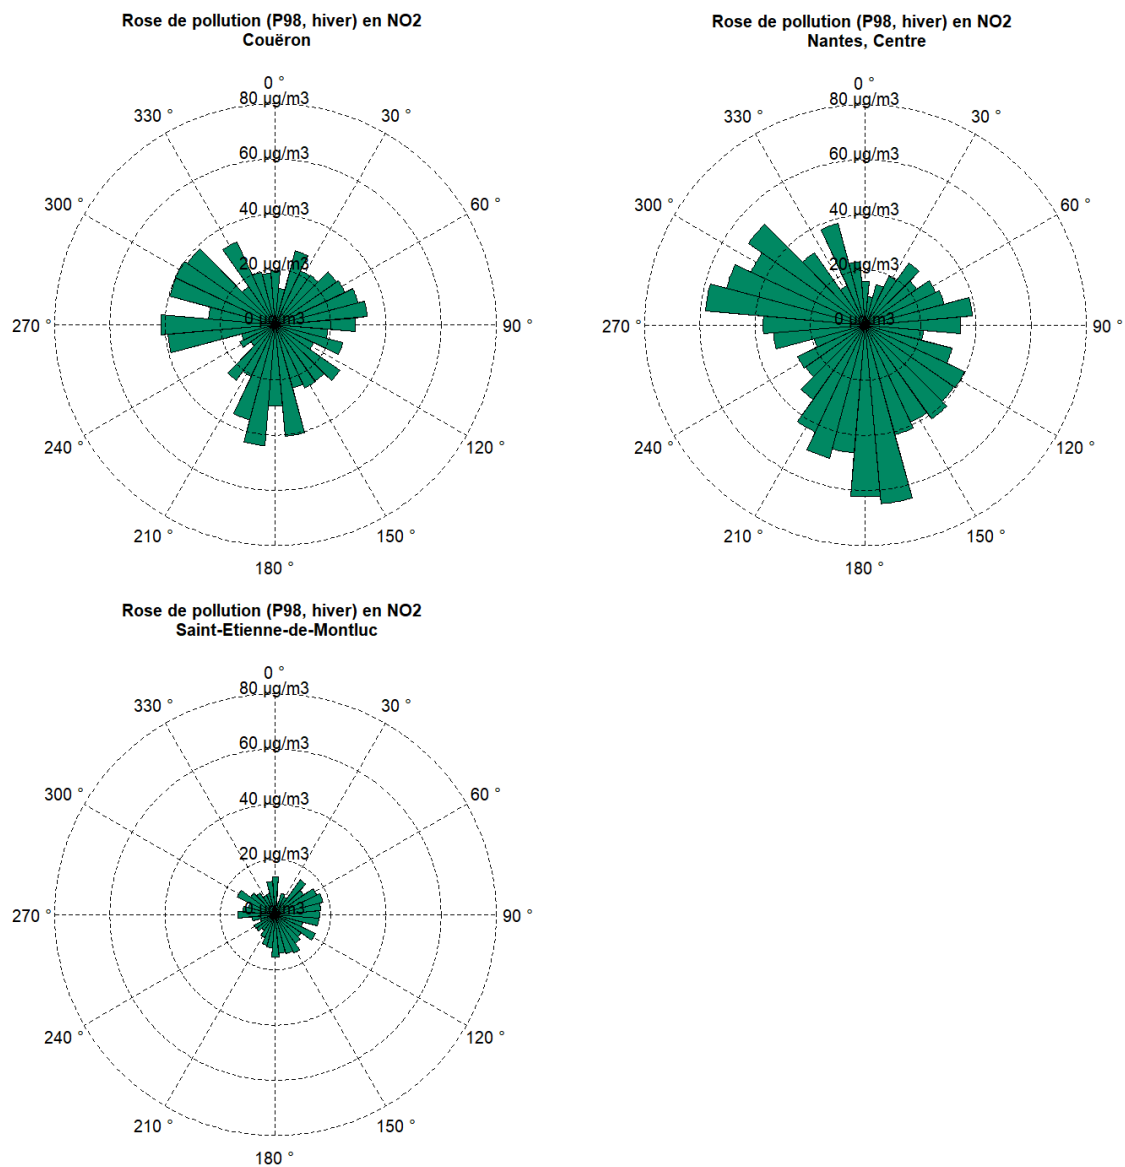 Rose de pollution (P98, hiver) en NO2
Couëron
0 °
80 µg/m3
330 °
30 °
60 µg/m3
300 °
60 °
40 µg/m3
20 µg/m3
270 °
0 µg/m3
90 °
240 °
120 °
210 °
150 °
180 °
Rose de pollution (P98, hiver) en NO2
Nantes, Centre
0 °
80 µg/m3
330 °
30 °
60 µg/m3
300 °
60 °
40 µg/m3
20 µg/m3
270 °
0 µg/m3
90 °
240 °
120 °
210 °
150 °
180 °
Rose de pollution (P98, hiver) en NO2
Saint-Etienne-de-Montluc
0 °
80 µg/m3
330 °
30 °
60 µg/m3
300 °
60 °
40 µg/m3
20 µg/m3
270 °
0 µg/m3
90 °
240 °
120 °
210 °
150 °
180 °